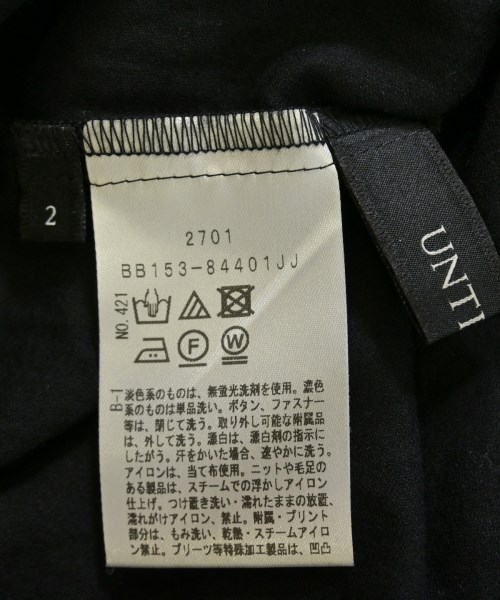 2
2701
BB153-84401JJ
NO.421
F
W
B-1
淡色系のものは、無蛍光洗剤を使用。濃色
系のものは単品洗い。ボタン、ファスナー
等は、閉じて洗う。取り外し可能な附属品
は、外して洗う。漂白は、漂白剤の指示に
したがう。汗をかいた場合、速やかに洗う。
アイロンは、当て布使用。ニットや毛足の
ある製品は、スチームでの浮かしアイロン
仕上げ。つけ置き洗い・濡れたままの放置、
濡れがけアイロン、禁止。附属・プリント
部分は、もみ洗い、乾熱・スチームアイロ
ン禁止。プリーツ等特殊加工製品は、凹凸
UNTI